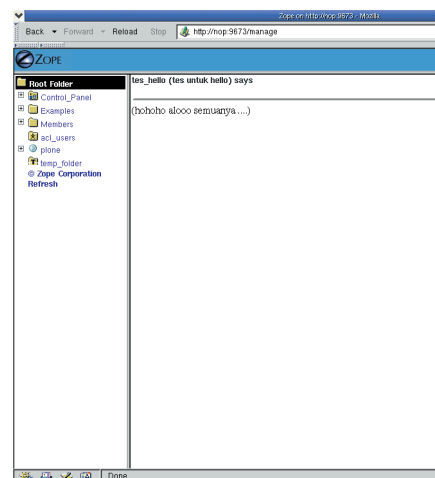 Zope on http://nop:9673 - Mozilla
Back Forward Reload Stop http://nop:9673/manage
ZOPE
Root Folder
Control_Panel
Examples
Members
acl_users
plone
temp_folder
© Zope Corporation
Refresh
tes_hello (tes untuk hello) says
(hohoho alooo semuanya ....)
Done